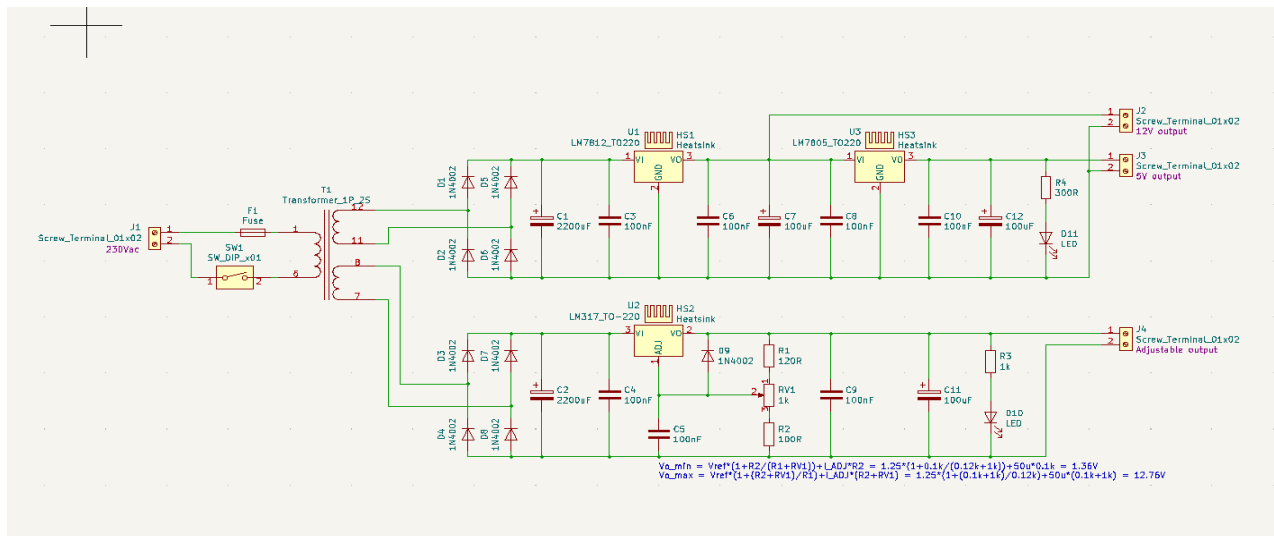 J1
Screw_Terminal_01x02
230Vac
1
2
F1
Fuse
SW1
SW_DIP_x01
1
2
T1
Transformer_1P_2S
1
6
12
11
8
7
D1
1N4002
D5
1N4002
D2
1N4002
D6
1N4002
C1
2200uF
C3
100nF
U1
LM7812_TO220
HS1
Heatsink
1
VI
VO
3
GND
2
C6
100nF
C7
100uF
C8
100nF
U3
LM7805_TO220
HS3
Heatsink
1
VI
VO
3
GND
2
C10
100nF
C12
100uF
R4
300R
D11
LED
1
2
J2
Screw_Terminal_01x02
12V output
1
2
J3
Screw_Terminal_01x02
5V output
D3
1N4002
D7
1N4002
D4
1N4002
D8
1N4002
C2
2200uF
C4
100nF
U2
LM317_TO-220
HS2
Heatsink
3
VI
VO
2
ADJ
1
C5
100nF
D9
1N4002
R1
120R
1
2
3
RV1
1k
R2
100R
C9
100nF
C11
100uF
R3
1k
D10
LED
1
2
J4
Screw_Terminal_01x02
Adjustable output
Vo_min = Vref*(1+R2/(R1+RV1))+I_ADJ*R2 = 1.25*(1+0.1k/(0.12k+1k))+50u*0.1k = 1.36V
Vo_max = Vref*(1+(R2+RV1)/R1)+I_ADJ*(R2+RV1) = 1.25*(1+(0.1k+1k)/0.12k)+50u*(0.1k+1k) = 12.76V